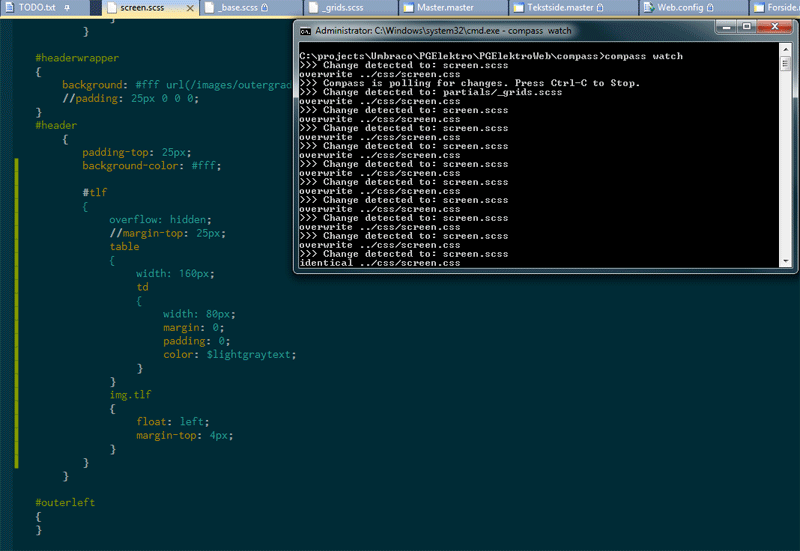 TODO.txt
screen.scss
_base.scss
_grids.scss
Master.master
Tekstside.master
Web.config
Forside.
}
}
#headerwrapper
{
background: #fff url(/images/outergrad
//padding: 25px 0 0 0;
}
#header
{
padding-top: 25px;
background-color: #fff;
#tlf
{
overflow: hidden;
//margin-top: 25px;
table
{
width: 160px;
td
{
width: 80px;
margin: 0;
padding: 0;
color: $lightgraytext;
}
}
img.tlf
{
float: left;
margin-top: 4px;
}
}
}
#outerleft
{
}
Administrator: C:\Windows\system32\cmd.exe - compass watch
C:\projects\Umbraco\PGElektro\PGElektroWeb\compass>compass watch
>>> Change detected to: screen.scss
overwrite ../css/screen.css
>>> Compass is polling for changes. Press Ctrl-C to Stop.
>>> Change detected to: partials/_grids.scss
overwrite ../css/screen.css
>>> Change detected to: screen.scss
overwrite ../css/screen.css
>>> Change detected to: screen.scss
overwrite ../css/screen.css
>>> Change detected to: screen.scss
overwrite ../css/screen.css
>>> Change detected to: screen.scss
overwrite ../css/screen.css
>>> Change detected to: screen.scss
overwrite ../css/screen.css
>>> Change detected to: screen.scss
overwrite ../css/screen.css
>>> Change detected to: screen.scss
overwrite ../css/screen.css
>>> Change detected to: screen.scss
overwrite ../css/screen.css
>>> Change detected to: screen.scss
identical ../css/screen.css